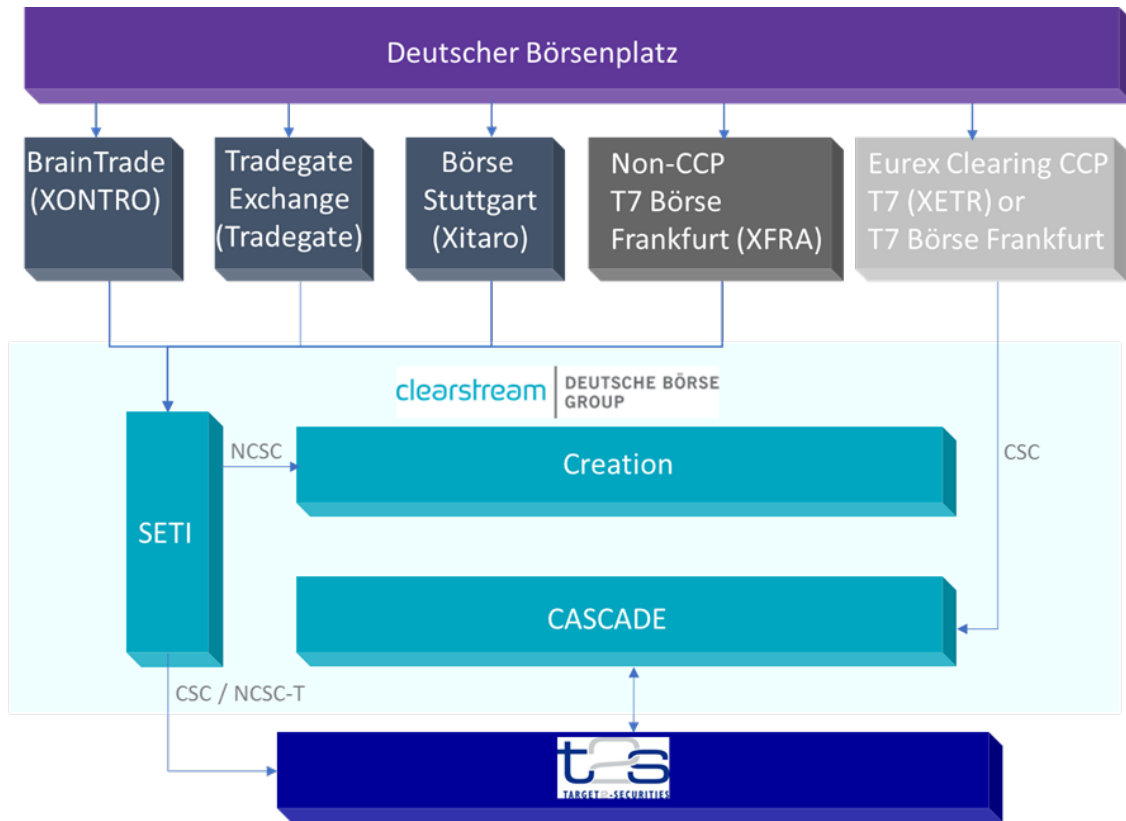 Deutscher Börsenplatz
BrainTrade
(XONTRO)
Tradegate
Exchange
(Tradegate)
Börse
Stuttgart
(Xitaro)
Non-CCP
T7 Börse
Frankfurt (XFRA)
Eurex Clearing CCP
T7 (XETR) or
T7 Börse Frankfurt
clearstream
DEUTSCHE BÖRSE
GROUP
NCSC
Creation
CSC
SETI
CASCADE
CSC / NCSC-T
t2s
TARGET2-SECURITIES